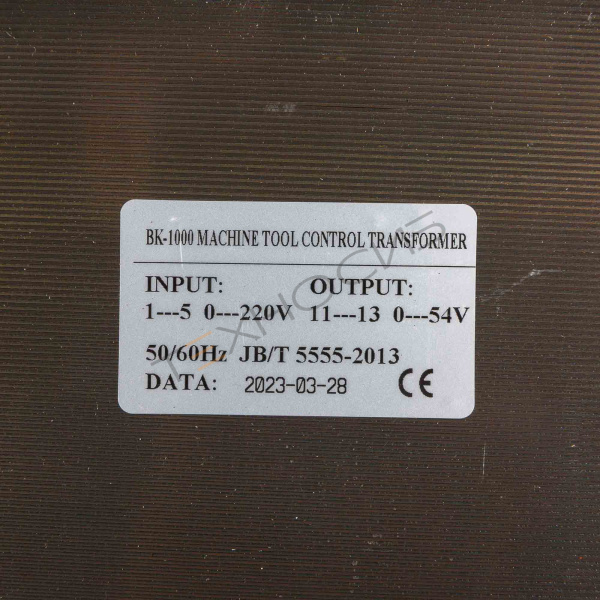 BK-1000 MACHINE TOOL CONTROL TRANSFORMER
INPUT: OUTPUT:
1---5 0---220V 11---13 0---54V
50/60Hz JB/T 5555-2013
DATA: 2023-03-28 CE
ТЕХНОСИБ